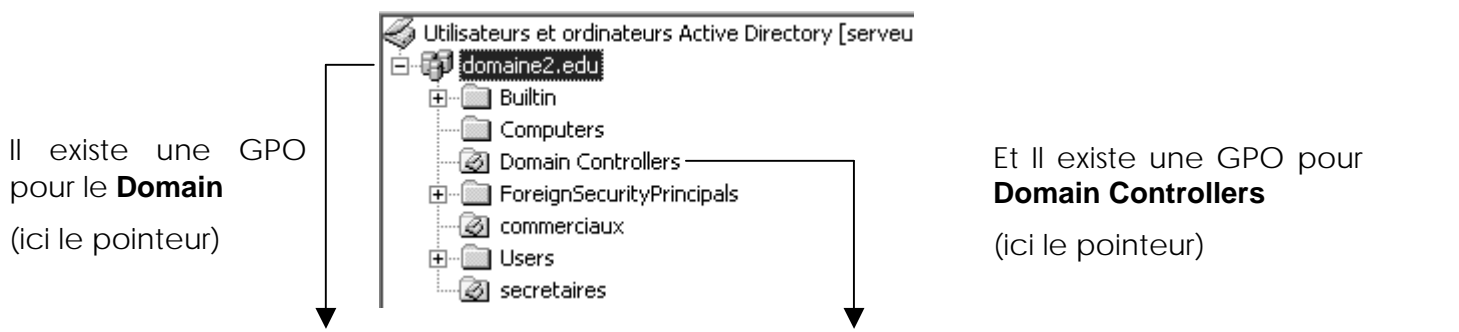 Utilisateurs et ordinateurs Active Directory [serveu
domaine2.edu
Builtin
Computers
Domain Controllers
ForeignSecurityPrincipals
commerciaux
Users
secretaires
Il existe une GPO
pour le Domain
(ici le pointeur)
Et Il existe une GPO pour
Domain Controllers
(ici le pointeur)